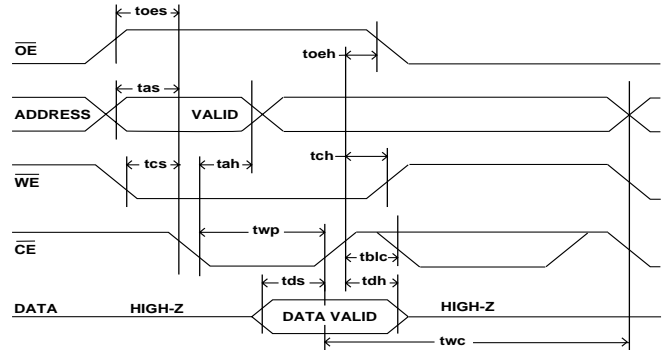 toes
OE
toeh
tas
ADDRESS
VALID
tcs
tah
tch
WE
twp
CE
tblc
tds
tdh
DATA
HIGH-Z
DATA VALID
HIGH-Z
twc